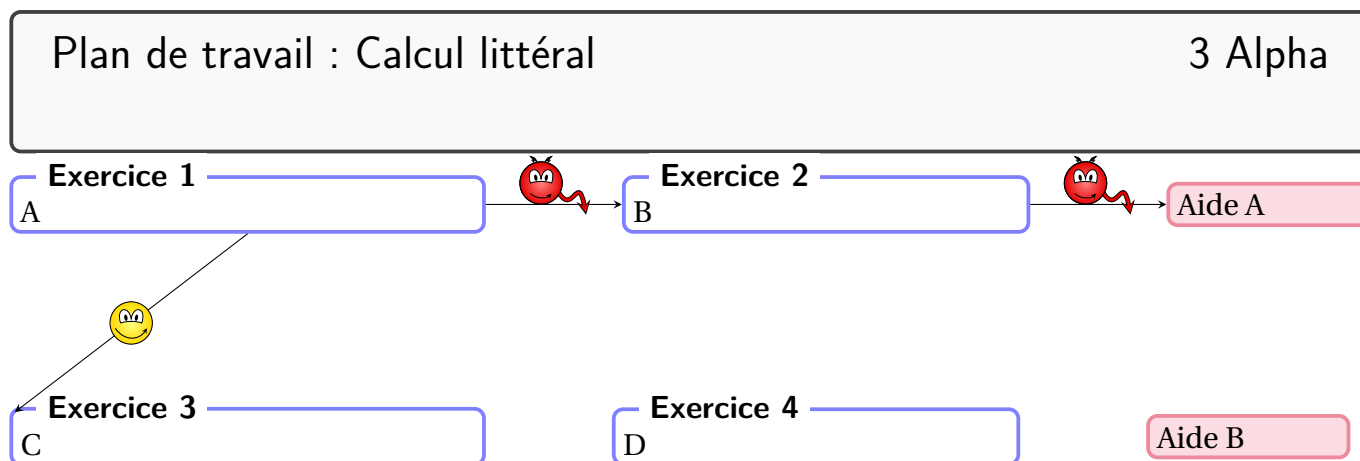 Plan de travail : Calcul littéral 3 Alpha
Exercice 1
A
Exercice 2
B
Aide A
Exercice 3
C
Exercice 4
D
Aide B